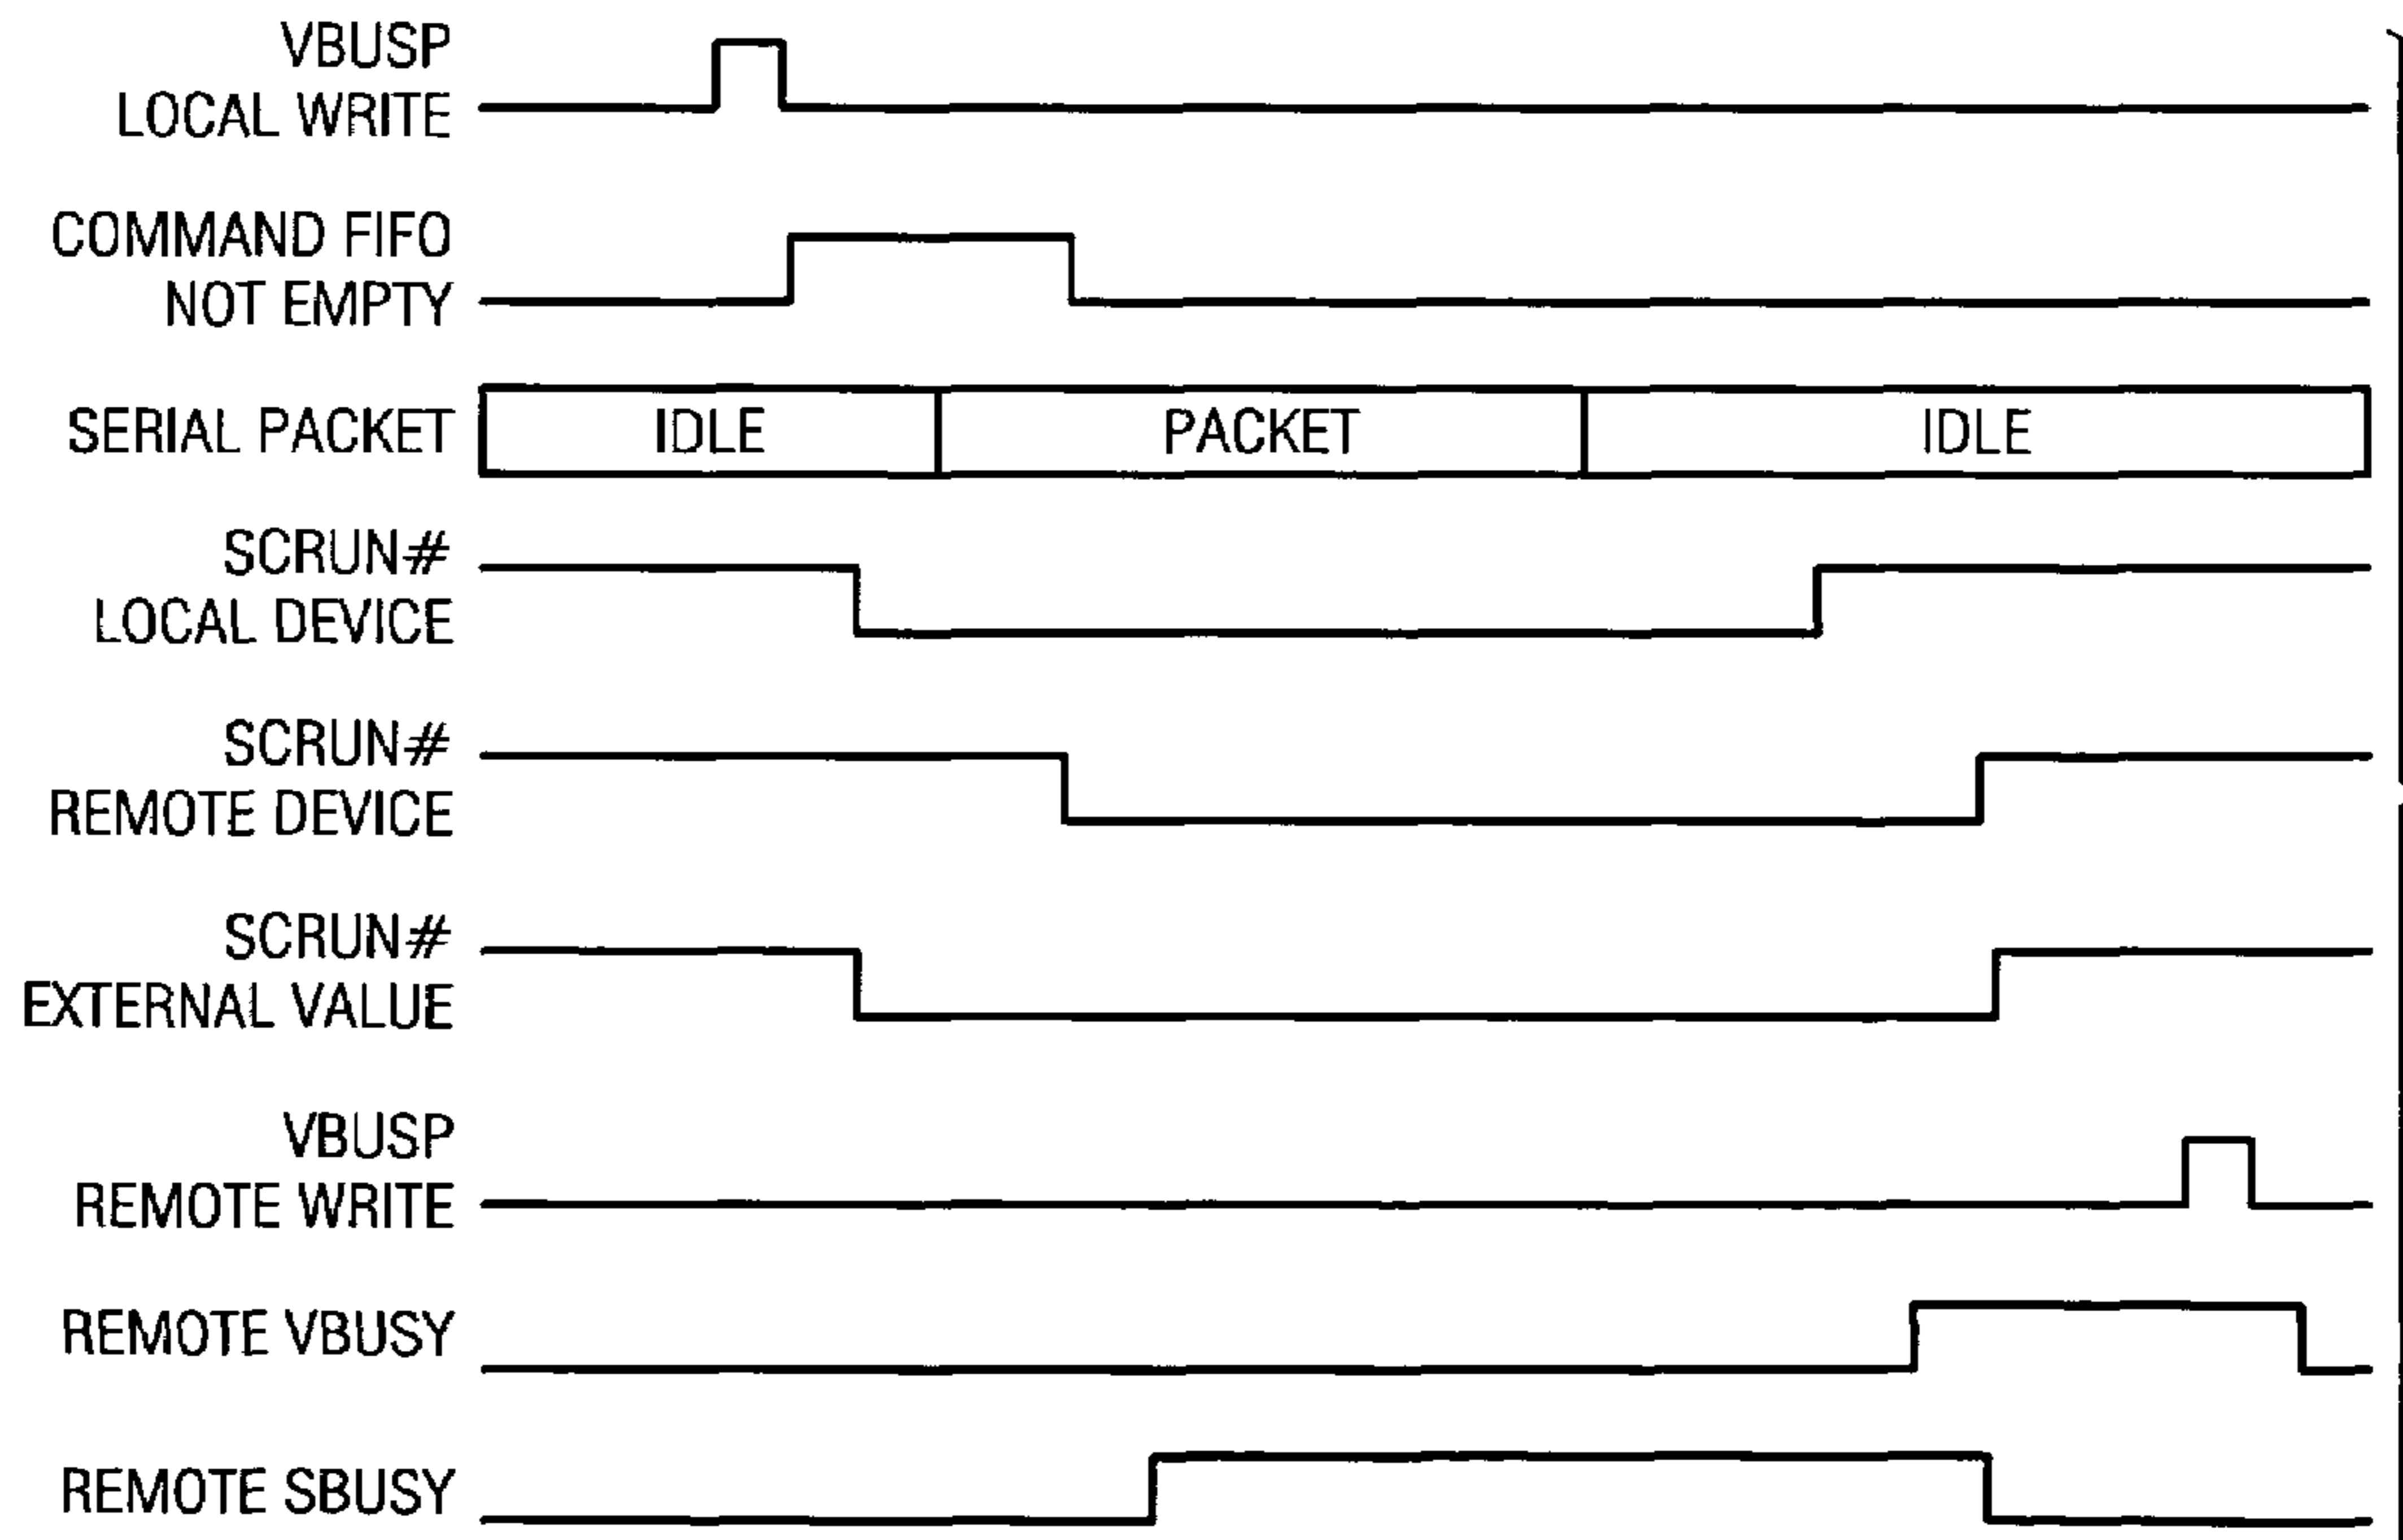 VBUSP
LOCAL WRITE
COMMAND FIFO
NOT EMPTY
SERIAL PACKET IDLE PACKET IDLE
SCRUN#
LOCAL DEVICE
SCRUN#
REMOTE DEVICE
SCRUN#
EXTERNAL VALUE
VBUSP
REMOTE WRITE
REMOTE VBUSY
REMOTE SBUSY